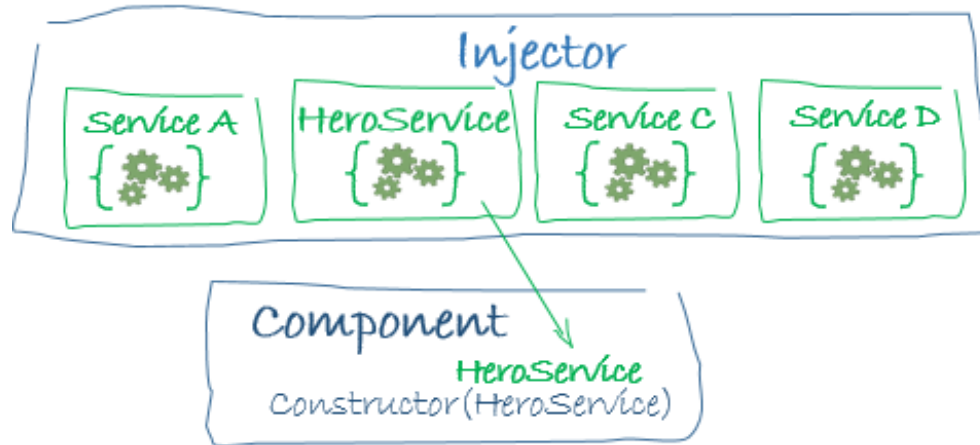 Injector
Service A
HeroService
Service C
Service D
{ }
{ }
{ }
{ }
Component
HeroService
Constructor(HeroService)